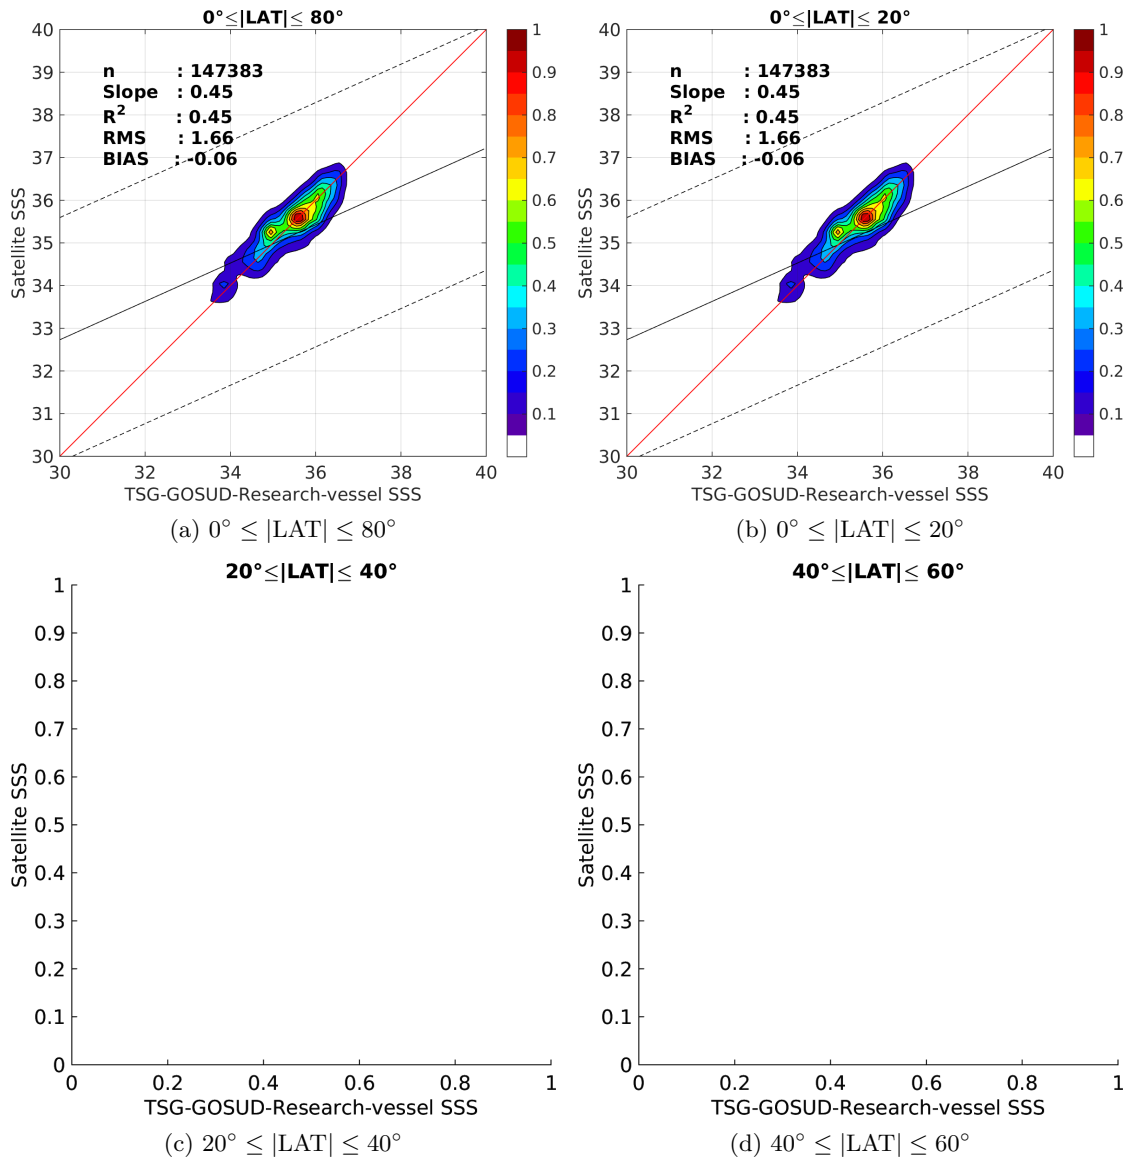 0°≤|LAT|≤ 80°
40
39
38
37
36
35
34
33
32
31
30
n : 147383
Slope : 0.45
R² : 0.45
RMS : 1.66
BIAS : -0.06
1
0.9
0.8
0.7
0.6
0.5
0.4
0.3
0.2
0.1
Satellite SSS
30 32 34 36 38 40
TSG-GOSUD-Research-vessel SSS
(a) 0° ≤ |LAT| ≤ 80°
0°≤|LAT|≤ 20°
40
39
38
37
36
35
34
33
32
31
30
n : 147383
Slope : 0.45
R² : 0.45
RMS : 1.66
BIAS : -0.06
1
0.9
0.8
0.7
0.6
0.5
0.4
0.3
0.2
0.1
Satellite SSS
30 32 34 36 38 40
TSG-GOSUD-Research-vessel SSS
(b) 0° ≤ |LAT| ≤ 20°
20°≤|LAT|≤ 40°
1
0.9
0.8
0.7
0.6
0.5
0.4
0.3
0.2
0.1
0
Satellite SSS
0 0.2 0.4 0.6 0.8 1
TSG-GOSUD-Research-vessel SSS
(c) 20° ≤ |LAT| ≤ 40°
40°≤|LAT|≤ 60°
1
0.9
0.8
0.7
0.6
0.5
0.4
0.3
0.2
0.1
0
Satellite SSS
0 0.2 0.4 0.6 0.8 1
TSG-GOSUD-Research-vessel SSS
(d) 40° ≤ |LAT| ≤ 60°